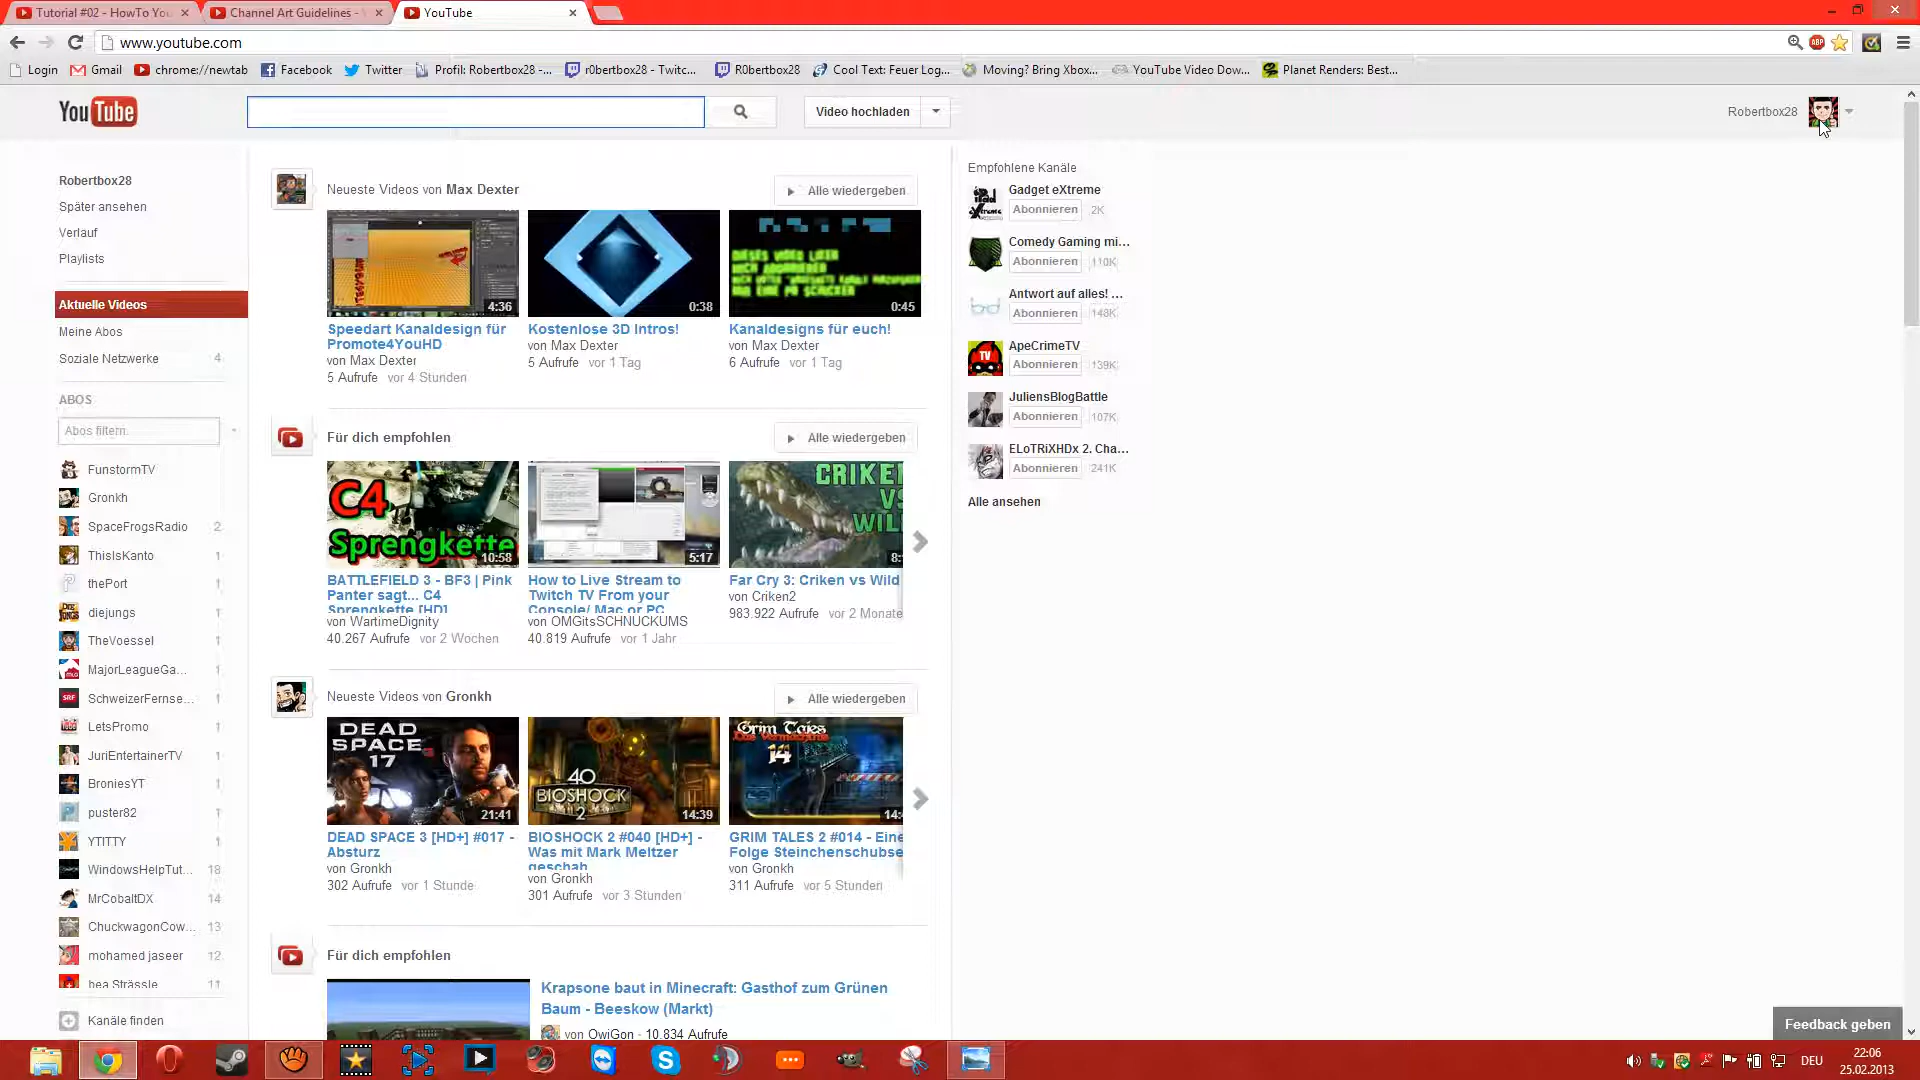 Tutorial #02 - HowTo You
Channel Art Guidelines -
YouTube
www.youtube.com
Login
Gmail
chrome://newtab
Facebook
Twitter
Profil: Robertbox28 -...
r0bertbox28 - Twitc...
R0bertbox28
Cool Text: Feuer Log...
Moving? Bring Xbox...
YouTube Video Dow...
Planet Renders: Best...
YouTube
Video hochladen
Robertbox28
Robertbox28
Später ansehen
Verlauf
Playlists
Aktuelle Videos
Meine Abos
Soziale Netzwerke 4
ABOS
Abos filtern...
FunstormTV
Gronkh
SpaceFrogsRadio 2
ThisIsKanto 1
thePort 1
diejungs 1
TheVoessel 1
MajorLeagueGa... 1
SchweizerFernse... 1
LetsPromo 1
JuriEntertainerTV 1
BroniesYT 1
puster82 1
YTITTY 1
WindowsHelpTut... 18
MrCobaltDX 14
ChuckwagonCow... 13
mohamed jaseer 12
bea Strässle 11
Kanäle finden
Neueste Videos von Max Dexter
Alle wiedergeben
4:36
0:38
0:45
Speedart Kanaldesign für
Promote4YouHD
von Max Dexter
5 Aufrufe vor 4 Stunden
Kostenlose 3D Intros!
von Max Dexter
5 Aufrufe vor 1 Tag
Kanaldesigns für euch!
von Max Dexter
6 Aufrufe vor 1 Tag
Für dich empfohlen
Alle wiedergeben
C4
Sprengkette
10:58
5:17
CRIKEN
VS
WILD
8:
BATTLEFIELD 3 - BF3 | Pink
Panter sagt... C4
Sprengkette [HD]
von WartimeDignity
40.267 Aufrufe vor 2 Wochen
How to Live Stream to
Twitch TV From your
Console/ Mac or PC
von OMGitsSCHNUCKUMS
40.819 Aufrufe vor 1 Jahr
Far Cry 3: Criken vs Wild
von Criken2
983.922 Aufrufe vor 2 Monate
Neueste Videos von Gronkh
Alle wiedergeben
DEAD
SPACE
17
21:41
40
BIOSHOCK
2
14:39
Grim Tales
14
14:
DEAD SPACE 3 [HD+] #017 -
Absturz
von Gronkh
302 Aufrufe vor 1 Stunde
BIOSHOCK 2 #040 [HD+] -
Was mit Mark Meltzer
geschah
von Gronkh
301 Aufrufe vor 3 Stunden
GRIM TALES 2 #014 - Eine
Folge Steinchenschubse
von Gronkh
311 Aufrufe vor 5 Stunden
Für dich empfohlen
Krapsone baut in Minecraft: Gasthof zum Grünen
Baum - Beeskow (Markt)
von OwiGon - 10.834 Aufrufe
Empfohlene Kanäle
Gadget eXtreme
Abonnieren 2K
Comedy Gaming mi...
Abonnieren 110K
Antwort auf alles! ...
Abonnieren 148K
ApeCrimeTV
Abonnieren 139K
JuliensBlogBattle
Abonnieren 107K
ELoTRiXHDx 2. Cha...
Abonnieren 241K
Alle ansehen
Feedback geben
DEU
22:06
25.02.2013